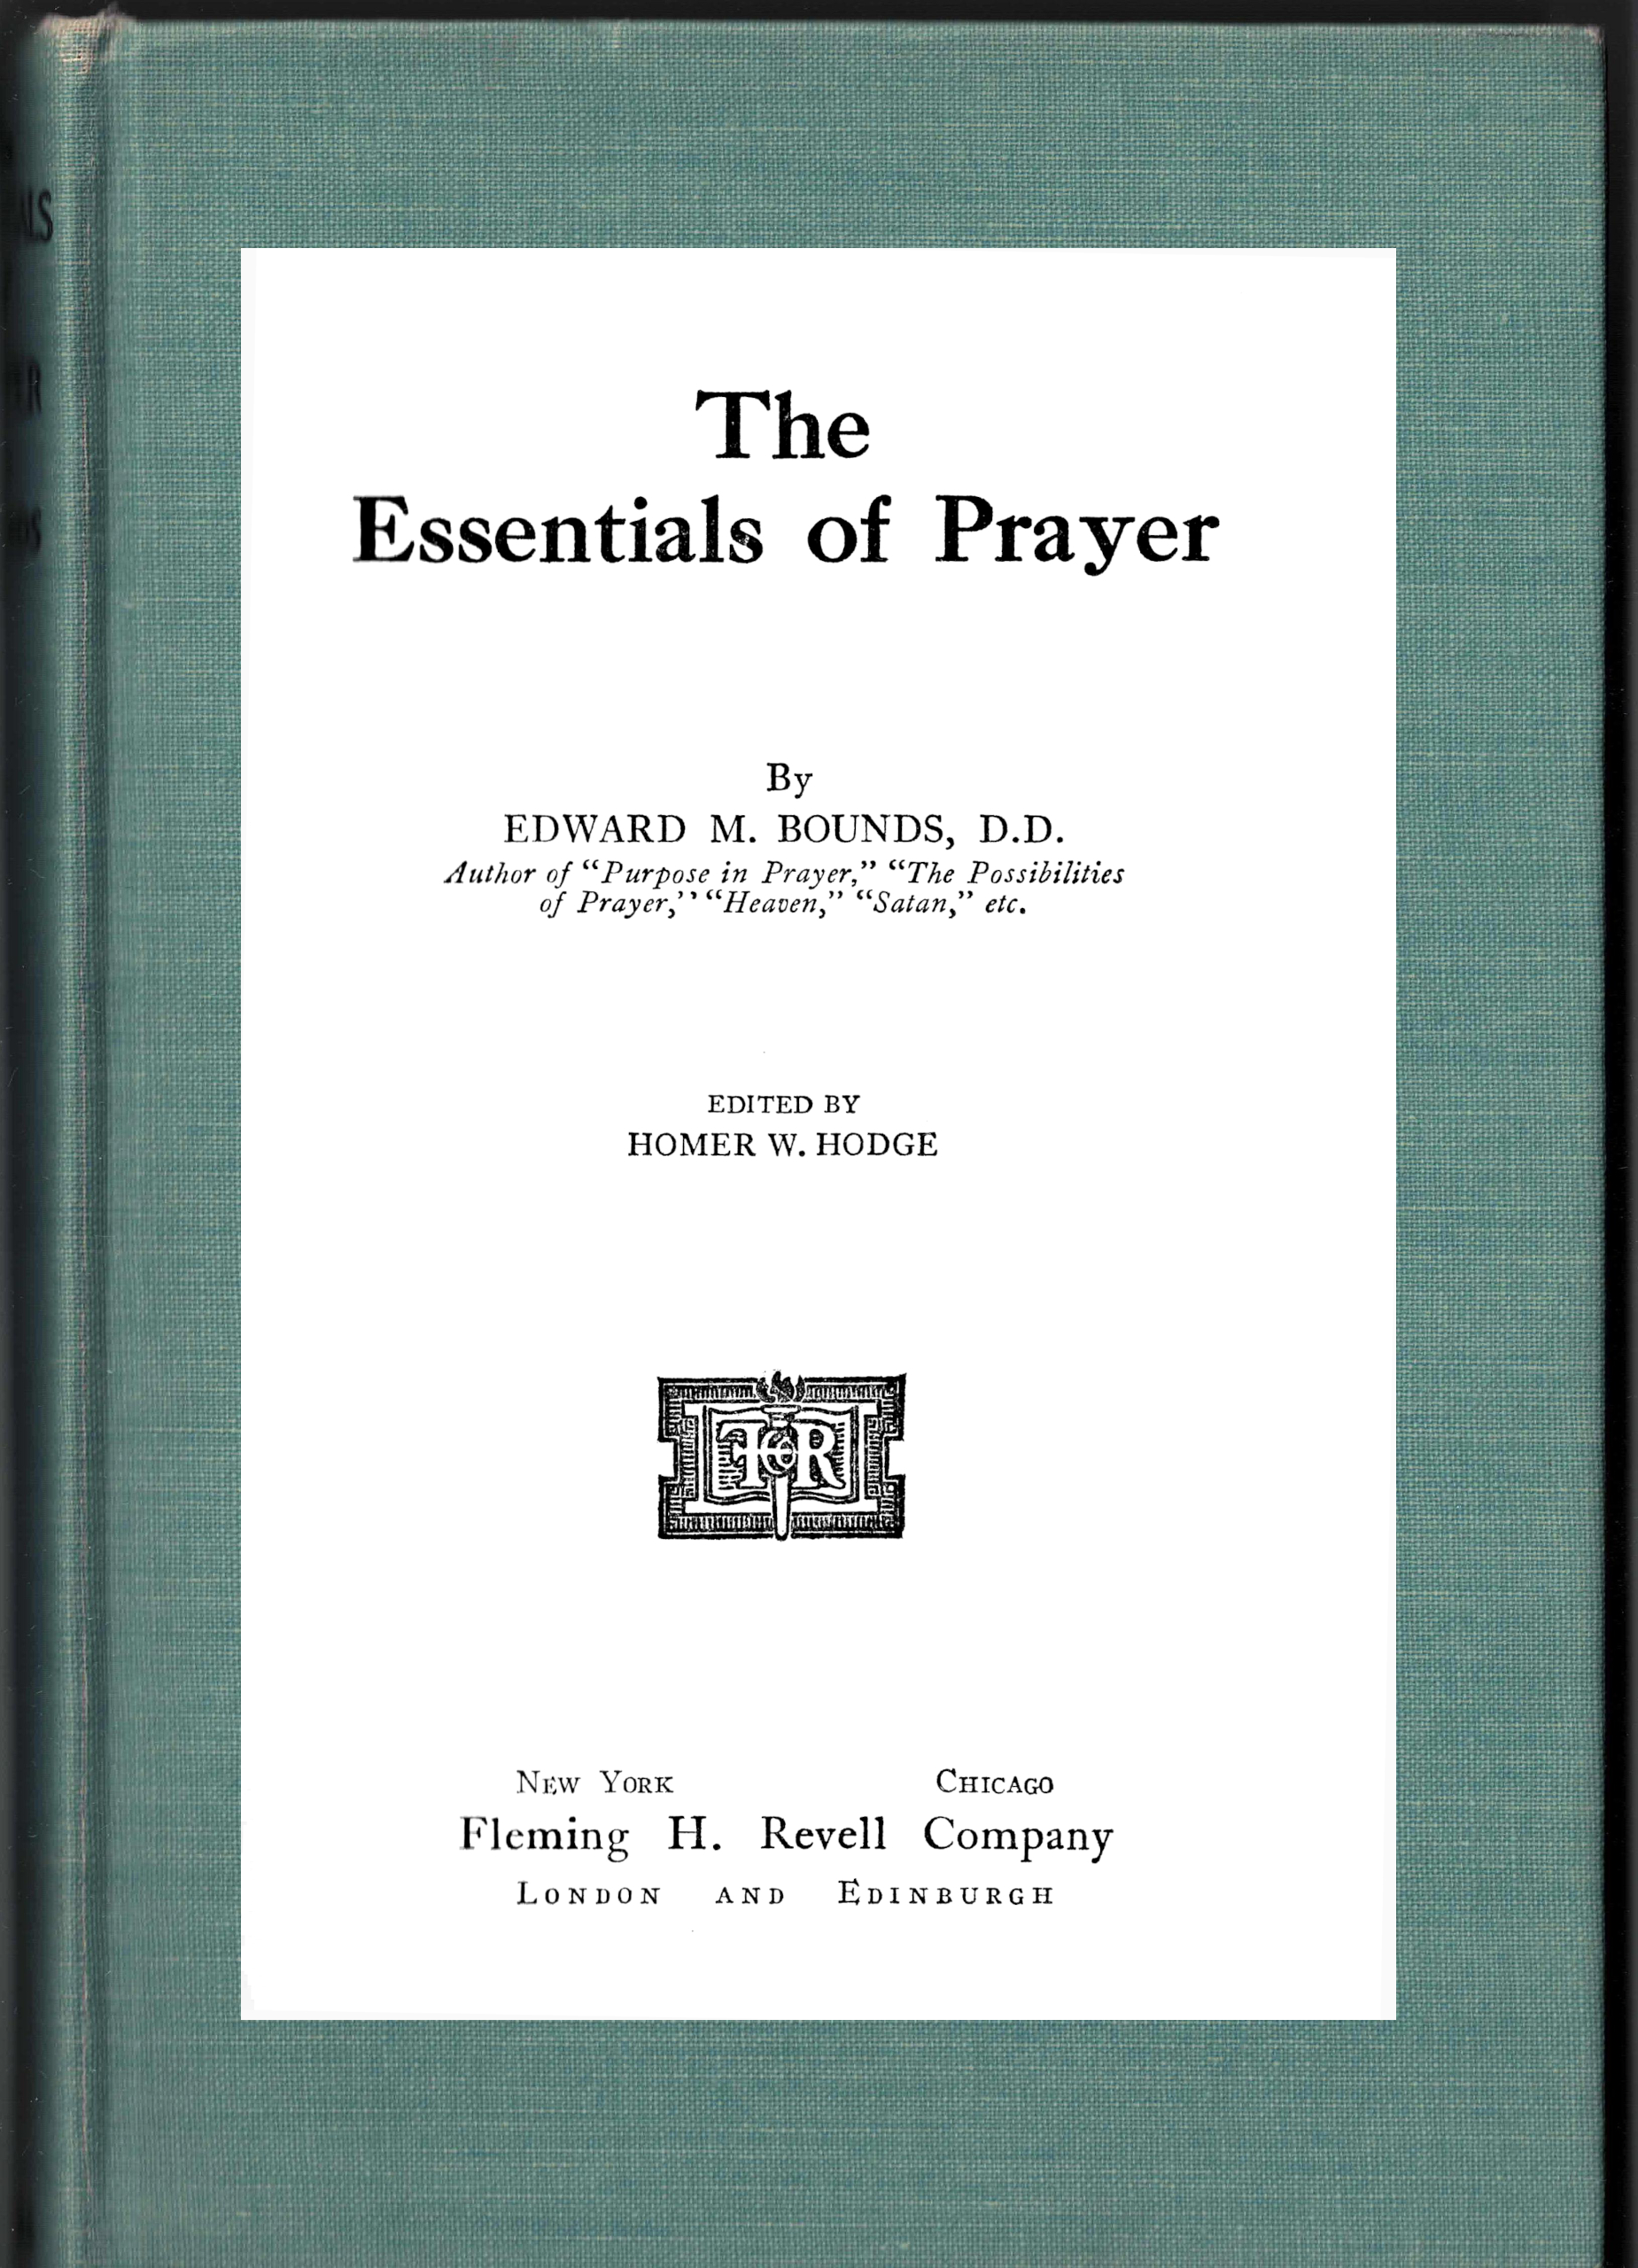 The
Essentials of Prayer
By
EDWARD M. BOUNDS, D.D.
Author of “Purpose in Prayer,” “The Possibilities
of Prayer,’’ “Heaven,” “Satan,” etc.
EDITED BY
HOMER W. HODGE
FHR
NEW YORK CHICAGO
Fleming H. Revell Company
LONDON AND EDINBURGH